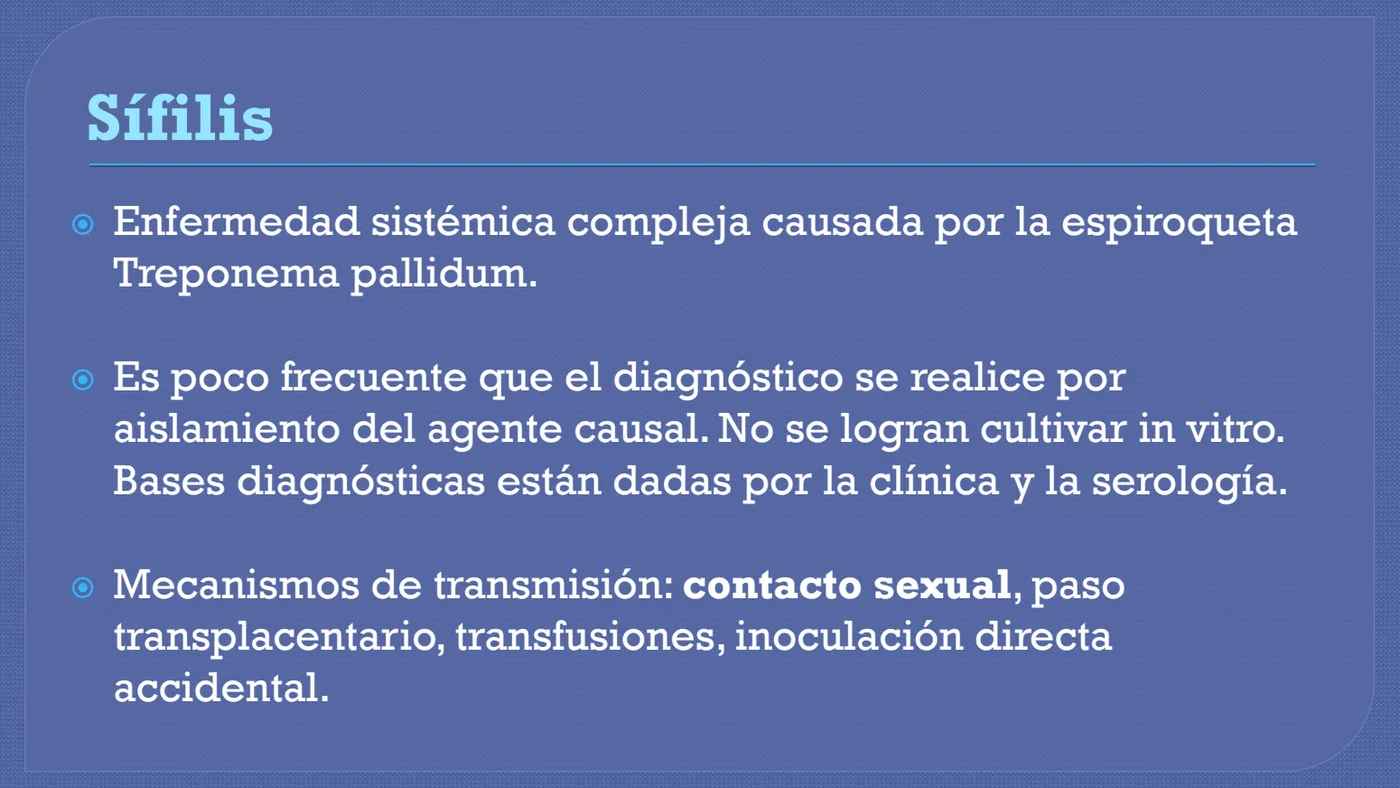 Sífilis
Enfermedad sistémica compleja causada por la espiroqueta
Treponema pallidum.
Es poco frecuente que el diagnóstico se realice por
aislamiento del agente causal. No se logran cultivar in vitro.
Bases diagnósticas están dadas por la clínica y la serología.
Mecanismos de transmisión: contacto sexual, paso
transplacentario, transfusiones, inoculación directa
accidental.